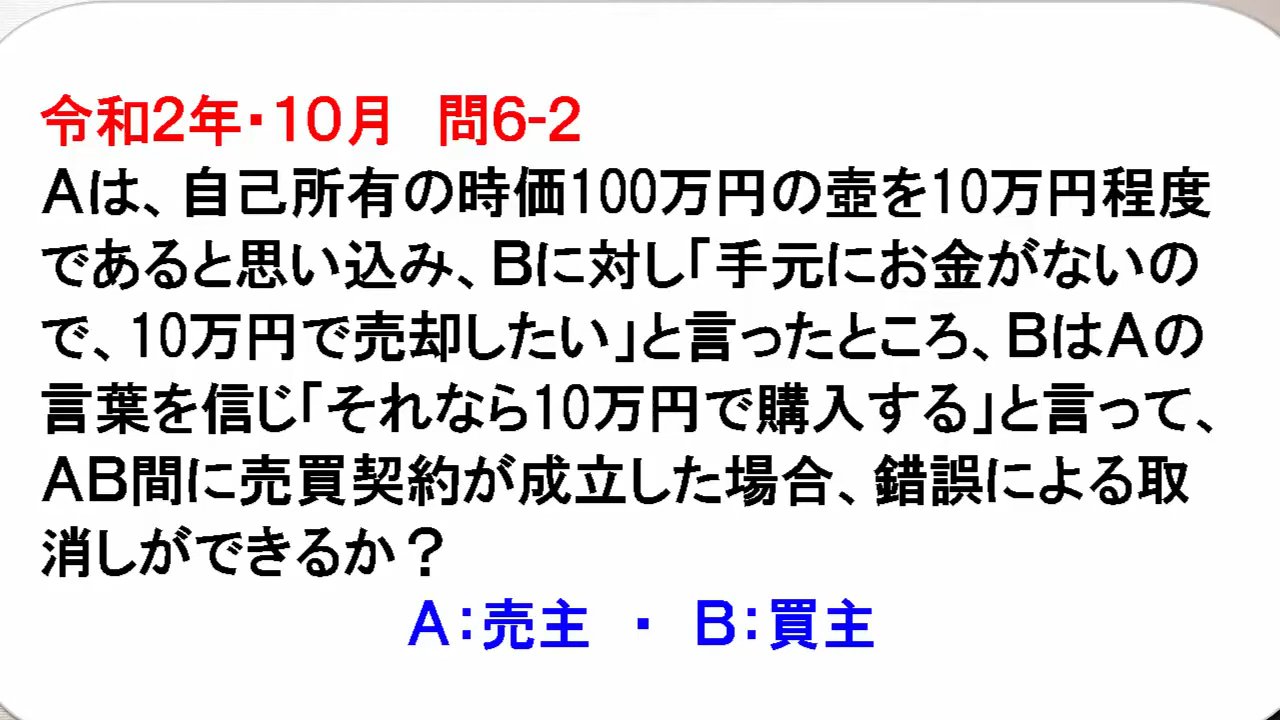 令和2年・10月　問6-2
Aは、自己所有の時価100万円の壺を10万円程度
であると思い込み、Bに対し「手元にお金がないの
で、10万円で売却したい」と言ったところ、BはAの
言葉を信じ「それなら10万円で購入する」と言って、
AB間に売買契約が成立した場合、錯誤による取
消しができるか？
A：売主　・　B：買主